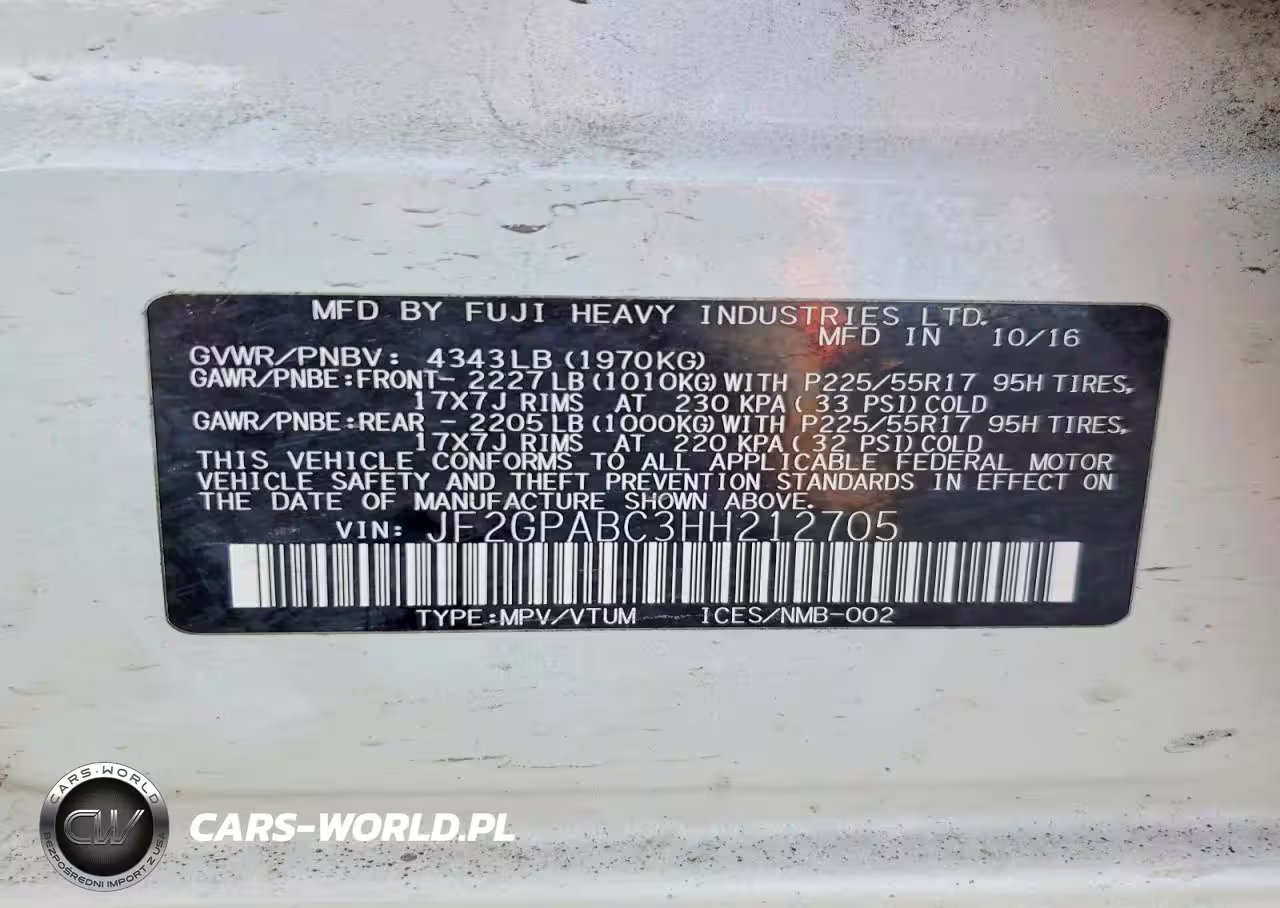 MFD BY FUJI HEAVY INDUSTRIES LTD.
MFD IN 10/16
GVWR/PNBV: 4343LB (1970KG)
GAWR/PNBE:FRONT- 2227LB(1010KG)WITH P225/55R17 95H TIRES,
17X7J RIMS AT 230 KPA( 33 PSI)COLD
GAWR/PNBE:REAR - 2205LB(1000KG)WITH P225/55R17 95H TIRES,
17X7J RIMS AT 220 KPA( 32 PSI)COLD
THIS VEHICLE CONFORMS TO ALL APPLICABLE FEDERAL MOTOR
VEHICLE SAFETY AND THEFT PREVENTION STANDARDS IN EFFECT ON
THE DATE OF MANUFACTURE SHOWN ABOVE.
VIN: JF2GPABC3HH212705
TYPE:MPV/VTUM ICES/NMB-002
CARS-WORLD
CW
BEZPOŚREDNI IMPORT Z USA
CARS-WORLD.PL